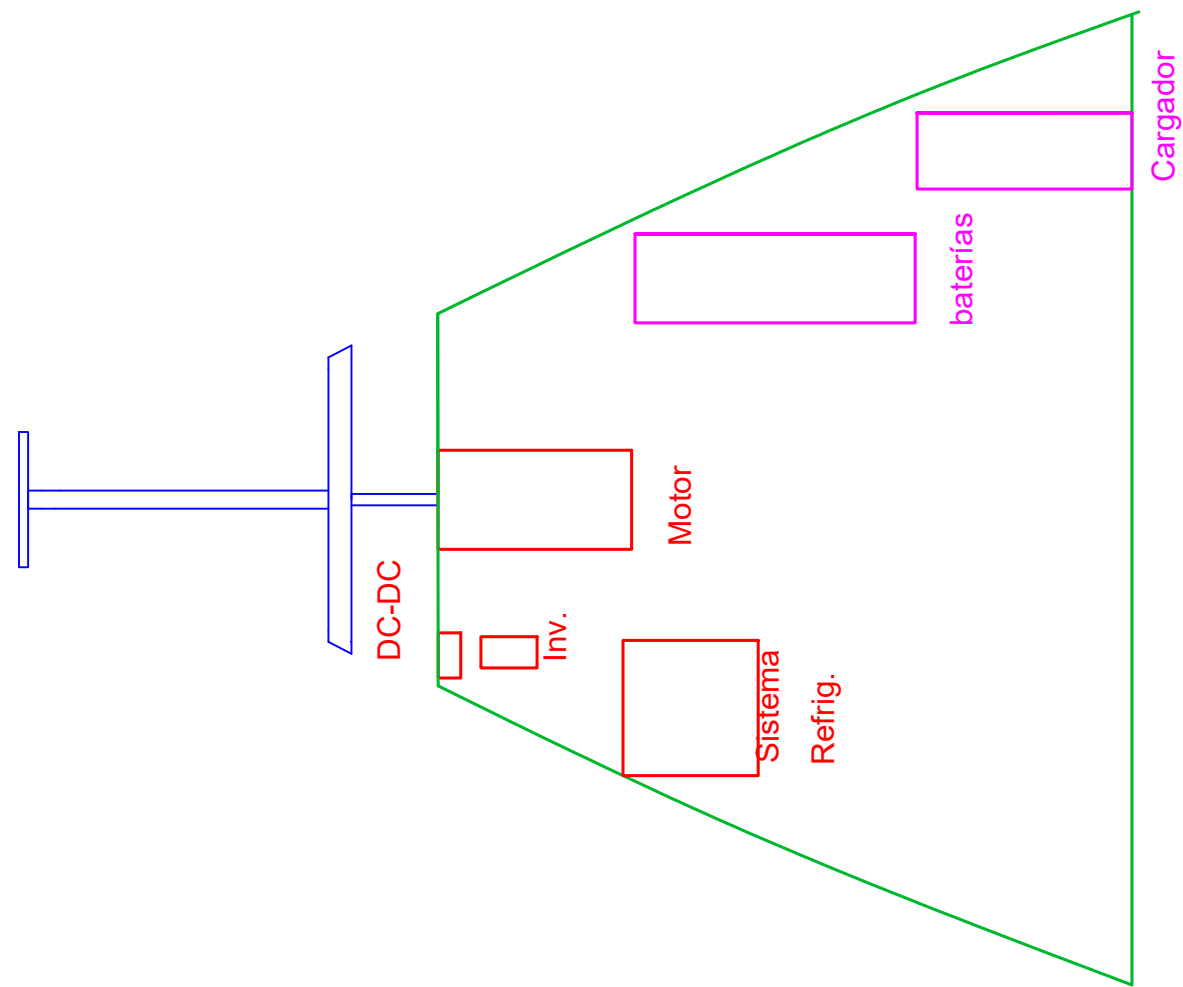 DC-DC
Inv.
Motor
Sistema
Refrig.
baterías
Cargador